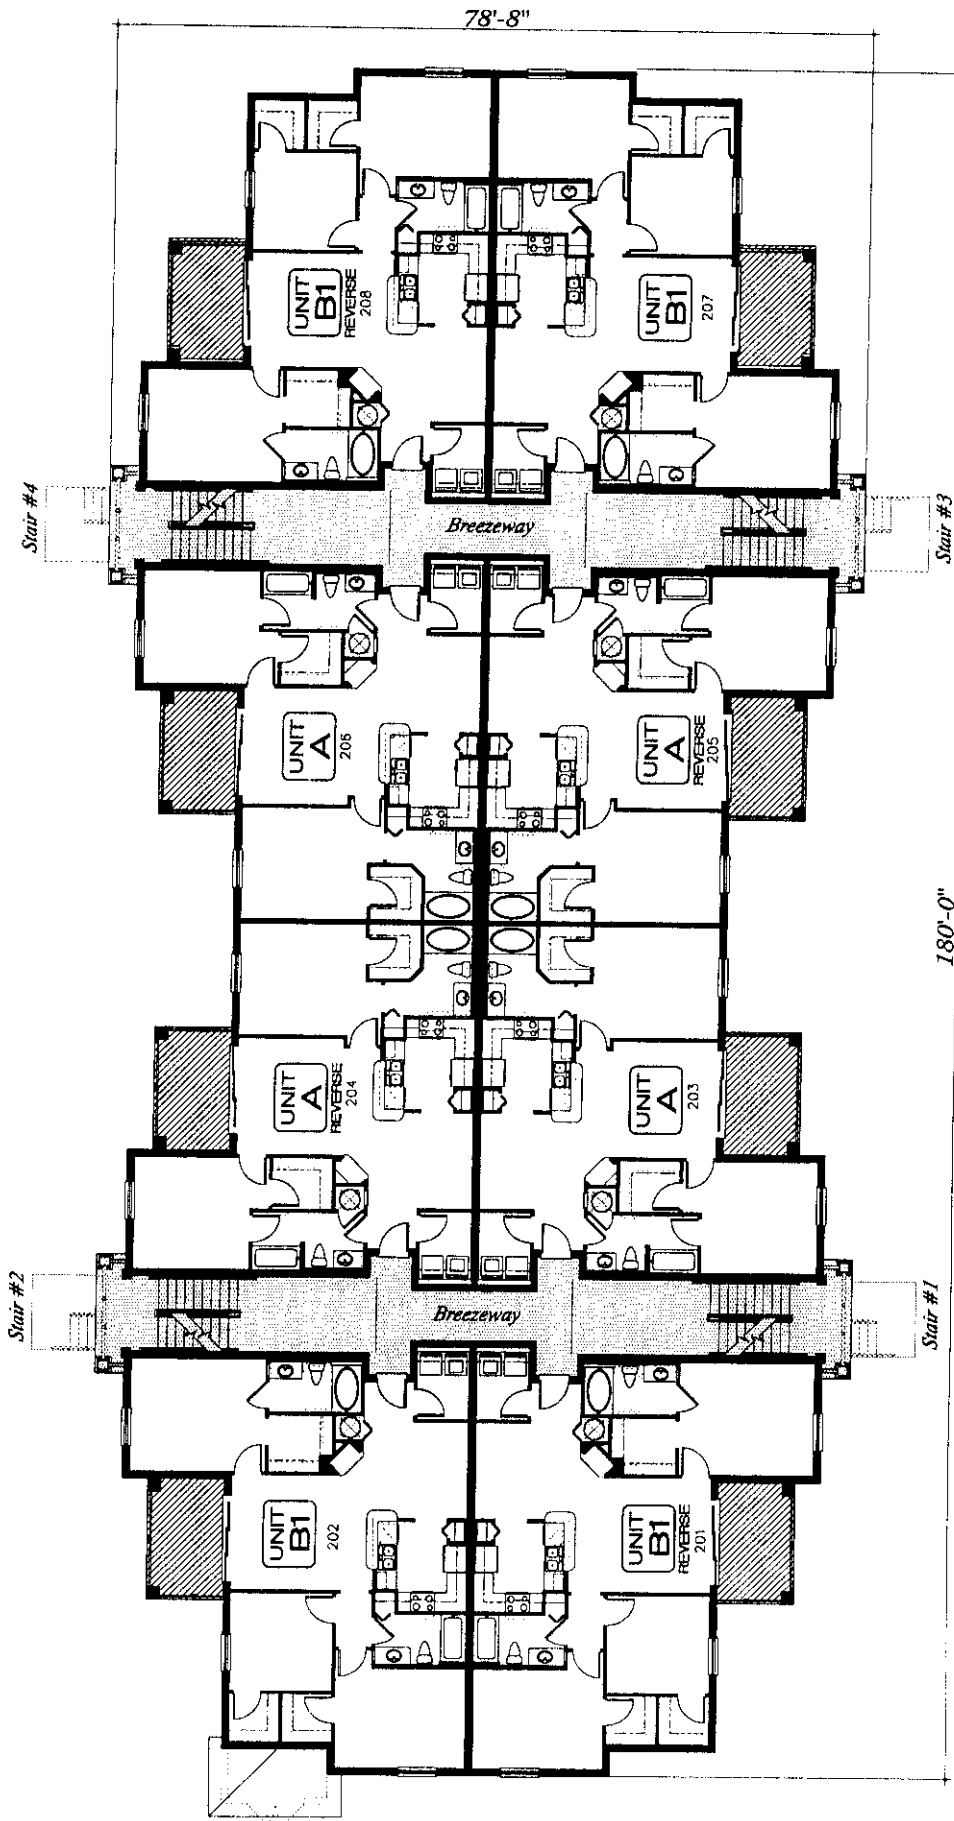 78'-8"
UNIT
B1
REVERSE
208
UNIT
B1
207
Stair #4
Breezeway
Stair #3
UNIT
A
206
UNIT
A
REVERSE
205
180'-0"
UNIT
A
REVERSE
204
UNIT
A
203
Stair #2
Breezeway
Stair #1
UNIT
B1
202
UNIT
B1
REVERSE
201